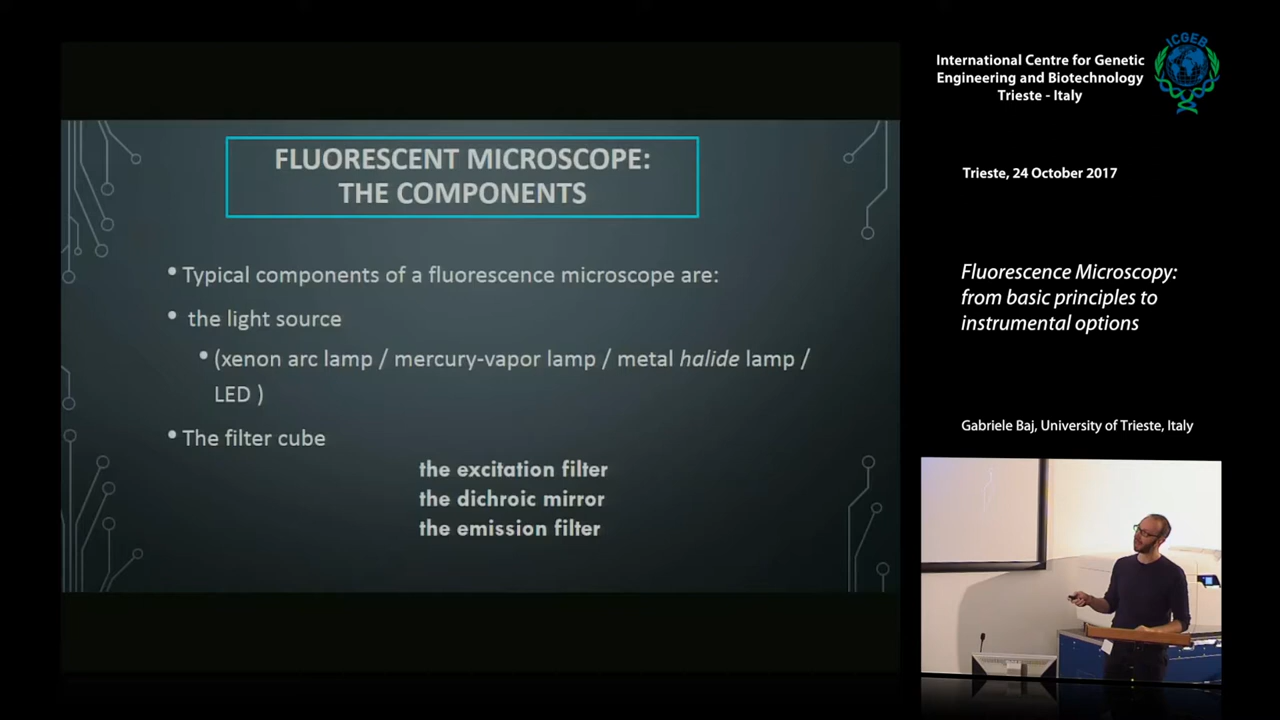 FLUORESCENT MICROSCOPE:
THE COMPONENTS
• Typical components of a fluorescence microscope are:
• the light source
• (xenon arc lamp / mercury-vapor lamp / metal halide lamp /
LED )
• The filter cube
the excitation filter
the dichroic mirror
the emission filter
International Centre for Genetic
Engineering and Biotechnology
Trieste - Italy
ICGEB
Trieste, 24 October 2017
Fluorescence Microscopy:
from basic principles to
instrumental options
Gabriele Baj, University of Trieste, Italy